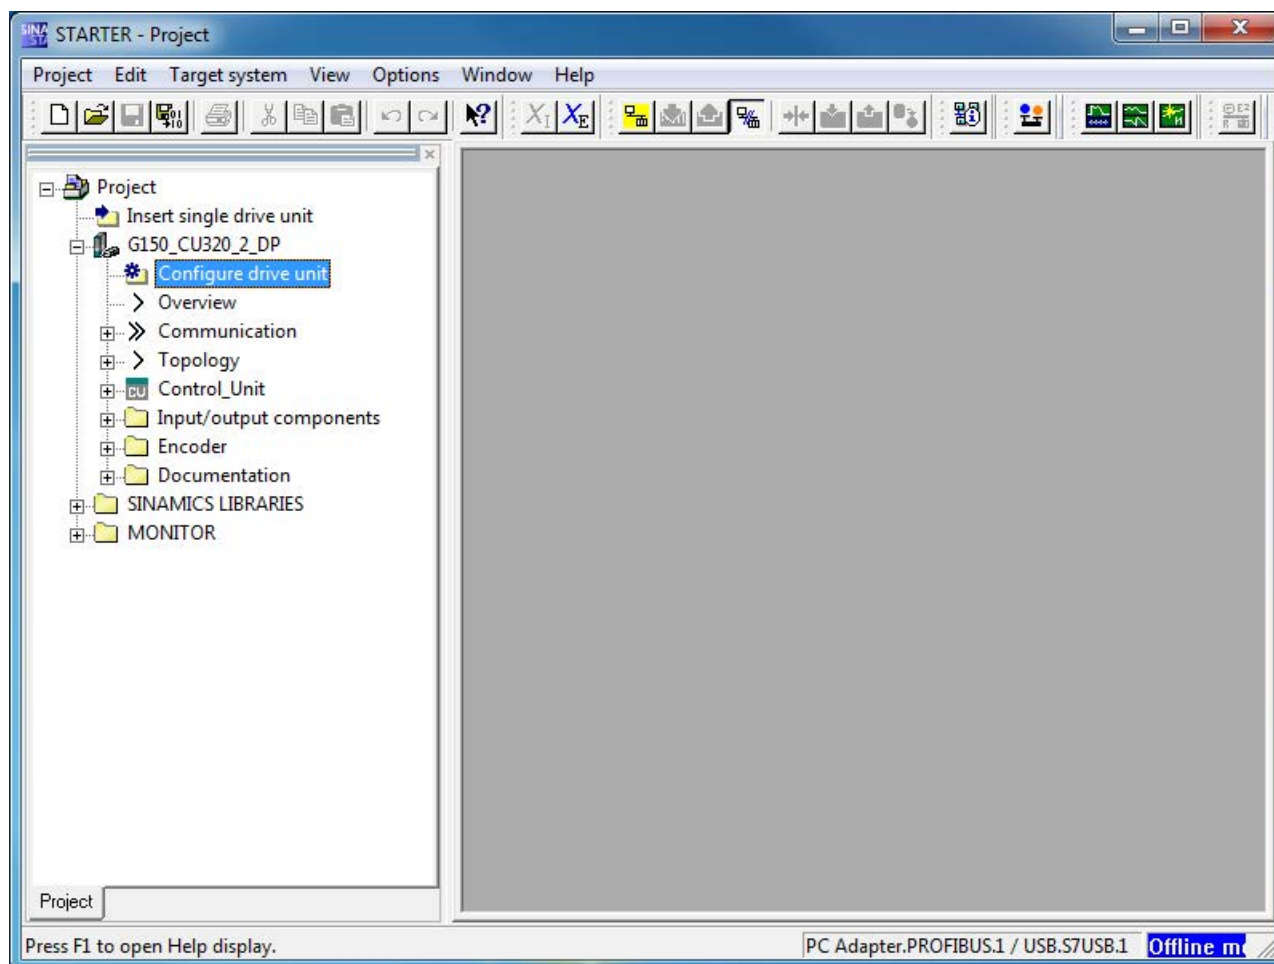 STARTER - Project
Project Edit Target system View Options Window Help
Project
Insert single drive unit
G150_CU320_2_DP
Configure drive unit
Overview
Communication
Topology
CU Control_Unit
Input/output components
Encoder
Documentation
SINAMICS LIBRARIES
MONITOR
Project
Press F1 to open Help display. PC Adapter.PROFIBUS.1 / USB.S7USB.1 Offline